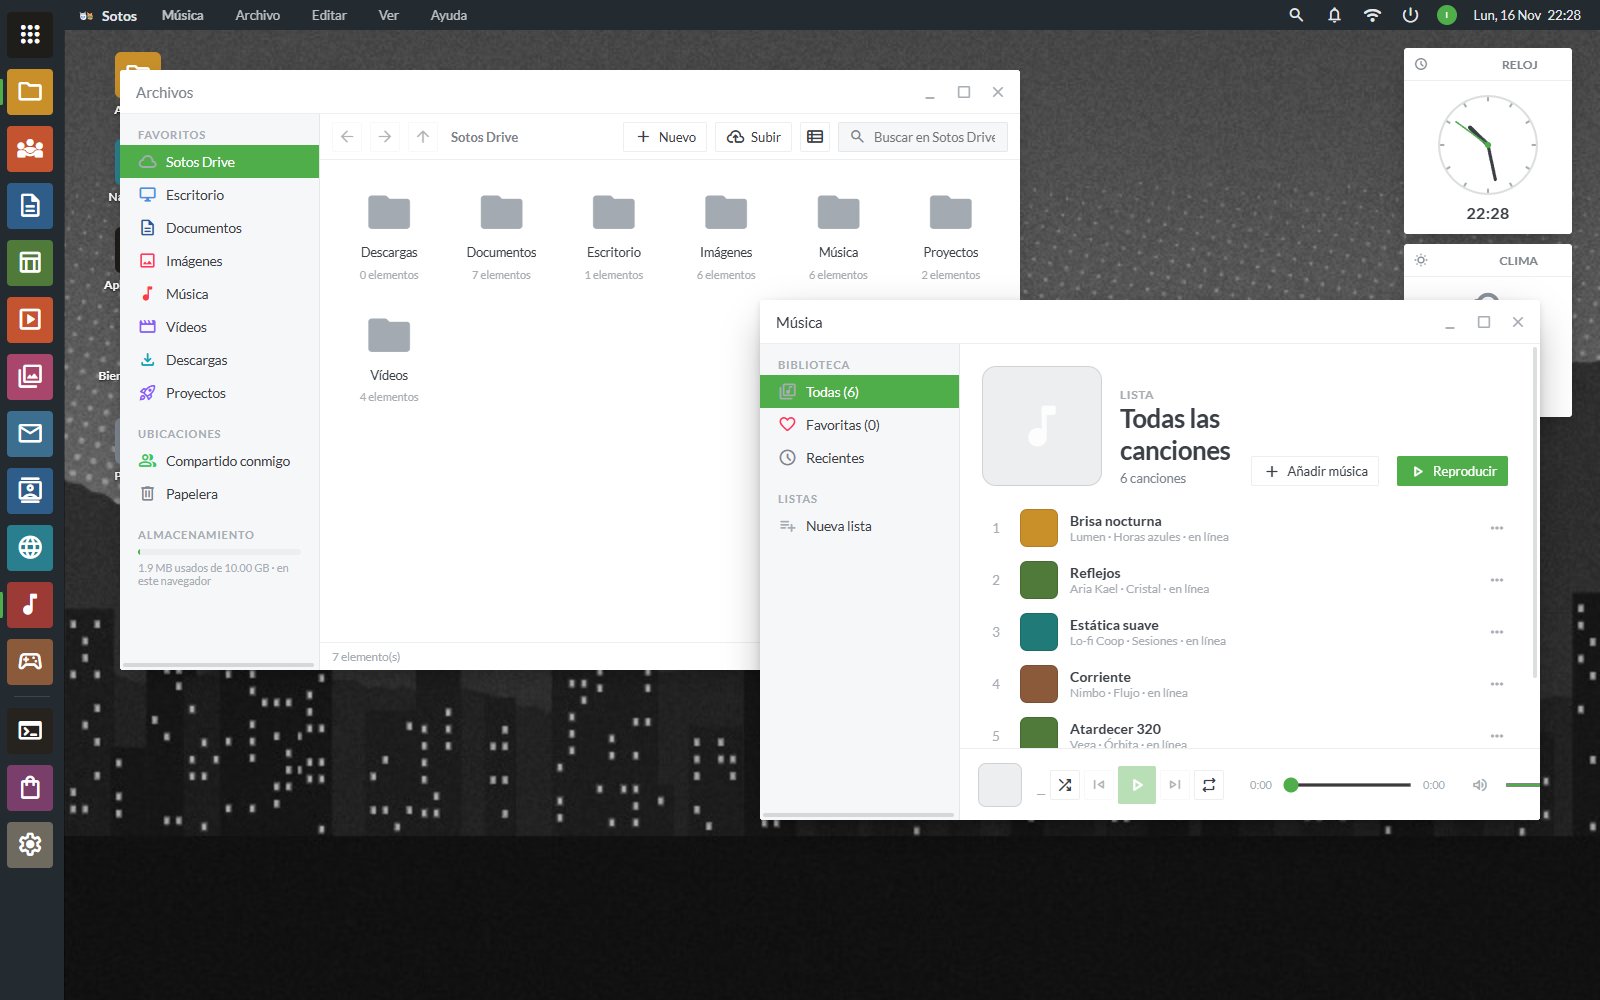 Sotos Música Archivo Editar Ver Ayuda
I Lun, 16 Nov 22:28
Archivos
FAVORITOS
Sotos Drive
Escritorio
Documentos
Imágenes
Música
Vídeos
Descargas
Proyectos
UBICACIONES
Compartido conmigo
Papelera
ALMACENAMIENTO
1.9 MB usados de 10.00 GB · en
este navegador
Sotos Drive
Nuevo
Subir
Buscar en Sotos Drive
Descargas
0 elementos
Documentos
7 elementos
Escritorio
1 elementos
Imágenes
6 elementos
Música
6 elementos
Proyectos
2 elementos
Vídeos
4 elementos
7 elemento(s)
RELOJ
22:28
CLIMA
Música
BIBLIOTECA
Todas (6)
Favoritas (0)
Recientes
LISTAS
Nueva lista
LISTA
Todas las
canciones
6 canciones
Añadir música
Reproducir
1
Brisa nocturna
Lumen · Horas azules · en línea
2
Reflejos
Aria Kael · Cristal · en línea
3
Estática suave
Lo-fi Coop · Sesiones · en línea
4
Corriente
Nimbo · Flujo · en línea
5
Atardecer 320
Vega · Órbita · en línea
0:00
0:00